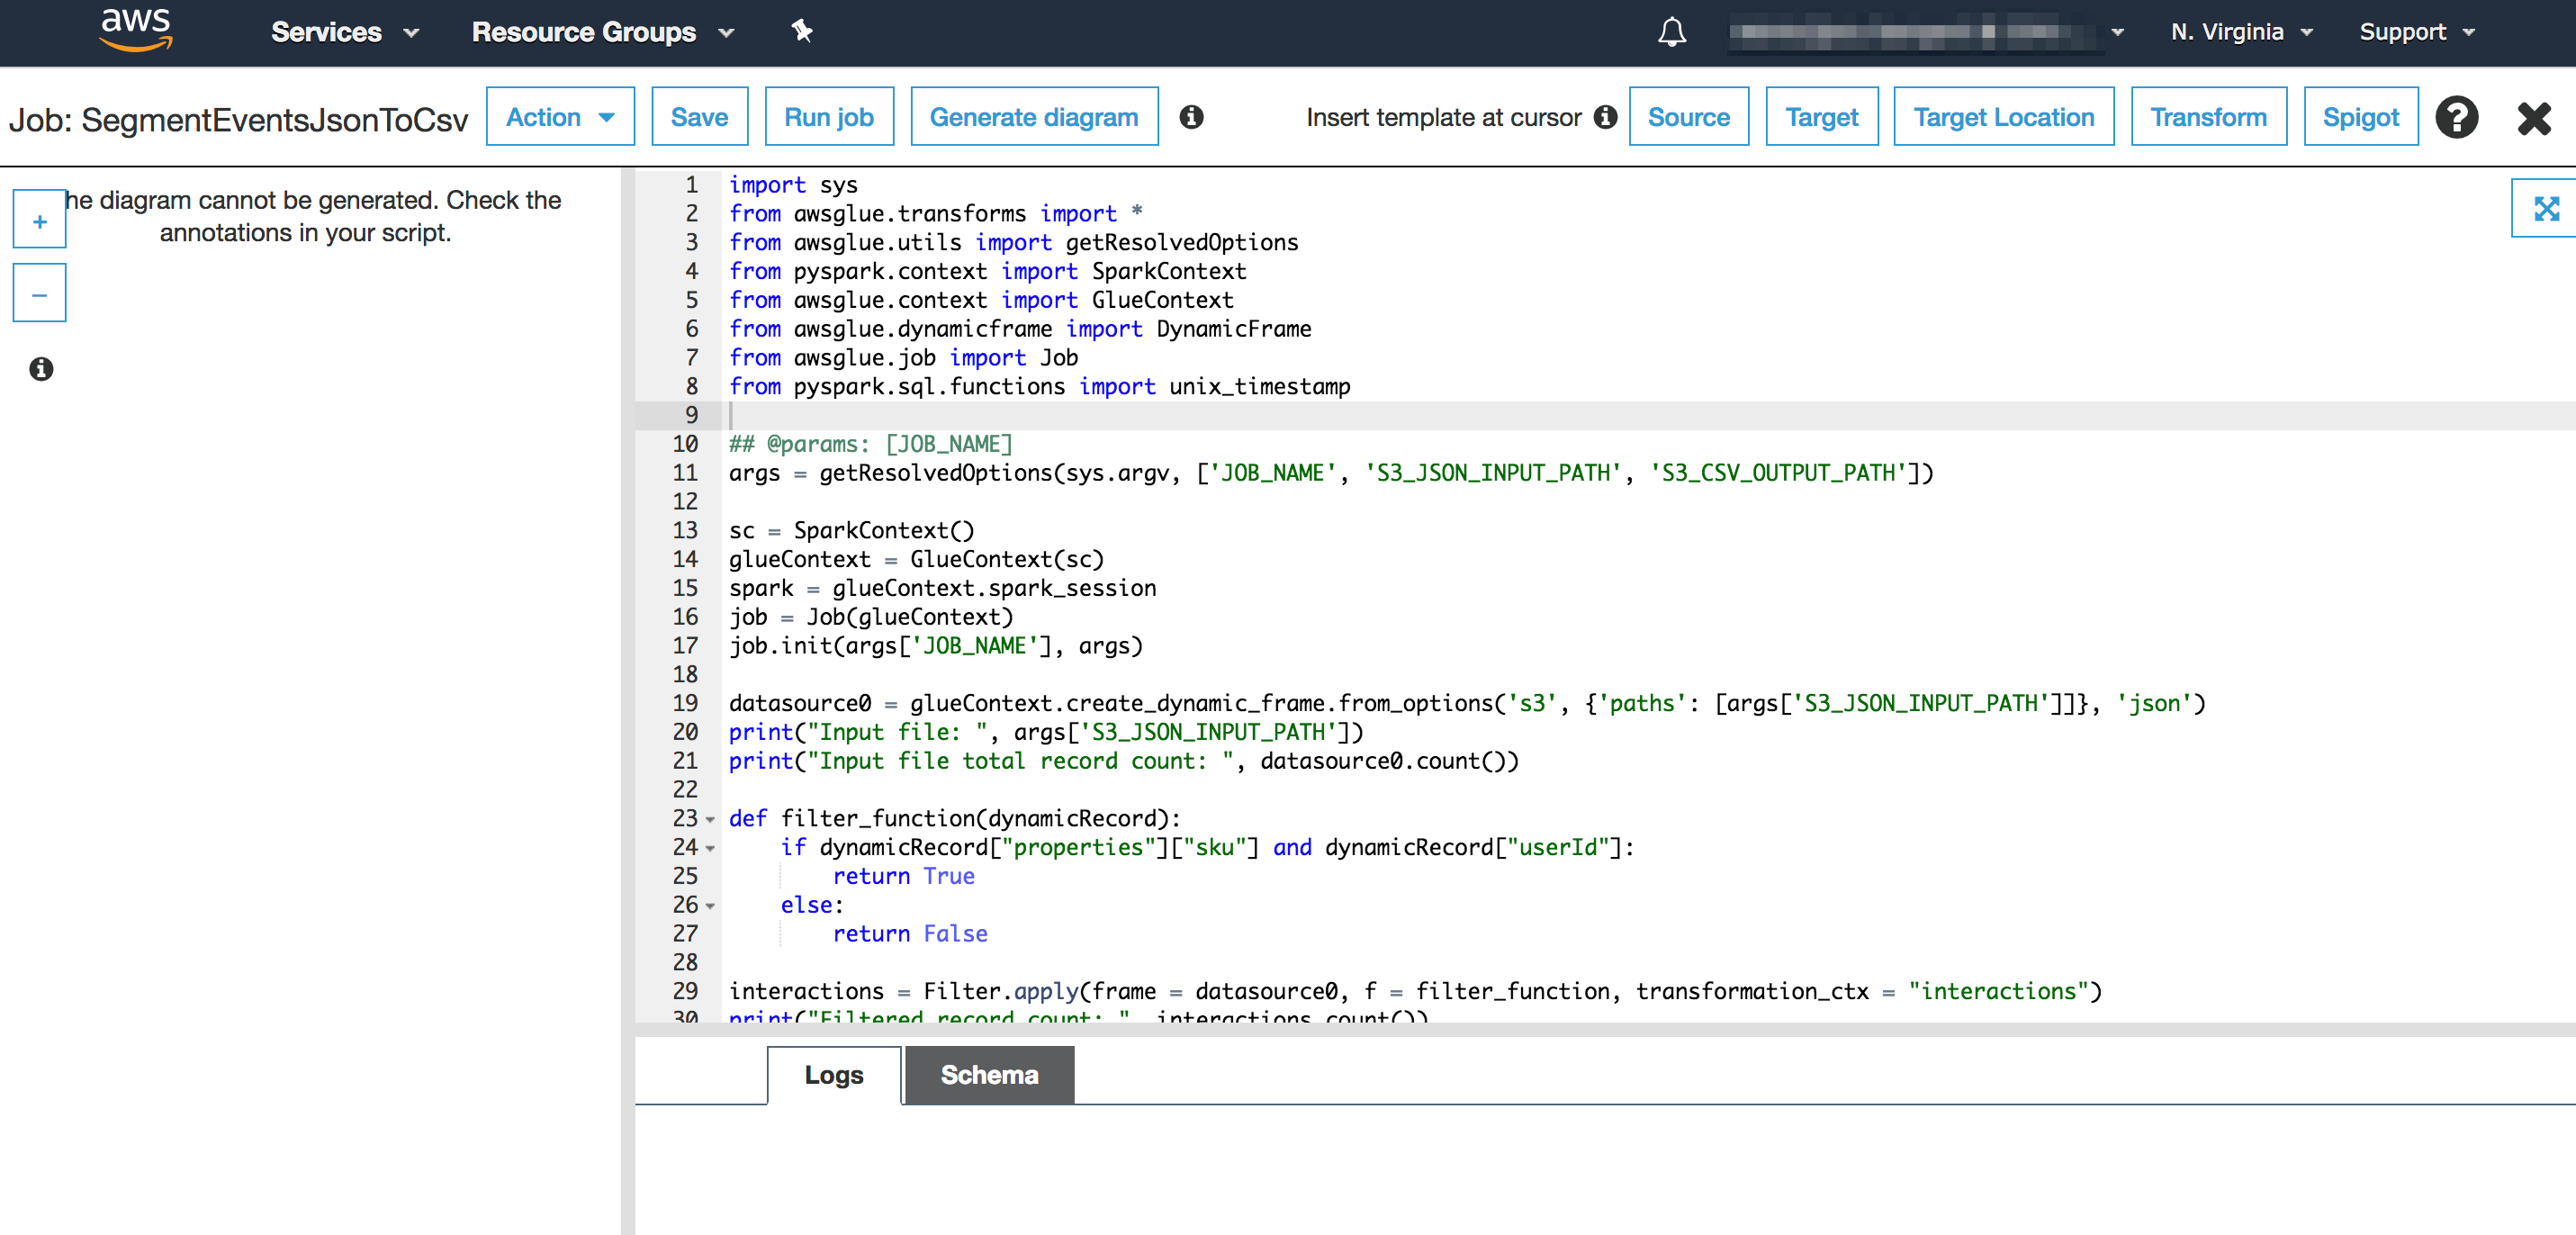 aws Services Resource Groups N. Virginia Support
Job: SegmentEventsJsonToCsv Action Save Run job Generate diagram Insert template at cursor Source Target Target Location Transform Spigot
he diagram cannot be generated. Check the
annotations in your script.
1 import sys
2 from awsglue.transforms import *
3 from awsglue.utils import getResolvedOptions
4 from pyspark.context import SparkContext
5 from awsglue.context import GlueContext
6 from awsglue.dynamicframe import DynamicFrame
7 from awsglue.job import Job
8 from pyspark.sql.functions import unix_timestamp
9
10 ## @params: [JOB_NAME]
11 args = getResolvedOptions(sys.argv, ['JOB_NAME', 'S3_JSON_INPUT_PATH', 'S3_CSV_OUTPUT_PATH'])
12
13 sc = SparkContext()
14 glueContext = GlueContext(sc)
15 spark = glueContext.spark_session
16 job = Job(glueContext)
17 job.init(args['JOB_NAME'], args)
18
19 datasource0 = glueContext.create_dynamic_frame.from_options('s3', {'paths': [args['S3_JSON_INPUT_PATH']]}, 'json')
20 print("Input file: ", args['S3_JSON_INPUT_PATH'])
21 print("Input file total record count: ", datasource0.count())
22
23 def filter_function(dynamicRecord):
24     if dynamicRecord["properties"]["sku"] and dynamicRecord["userId"]:
25         return True
26     else:
27         return False
28
29 interactions = Filter.apply(frame = datasource0, f = filter_function, transformation_ctx = "interactions")
30 print("Filtered record count: ", interactions.count())
Logs Schema